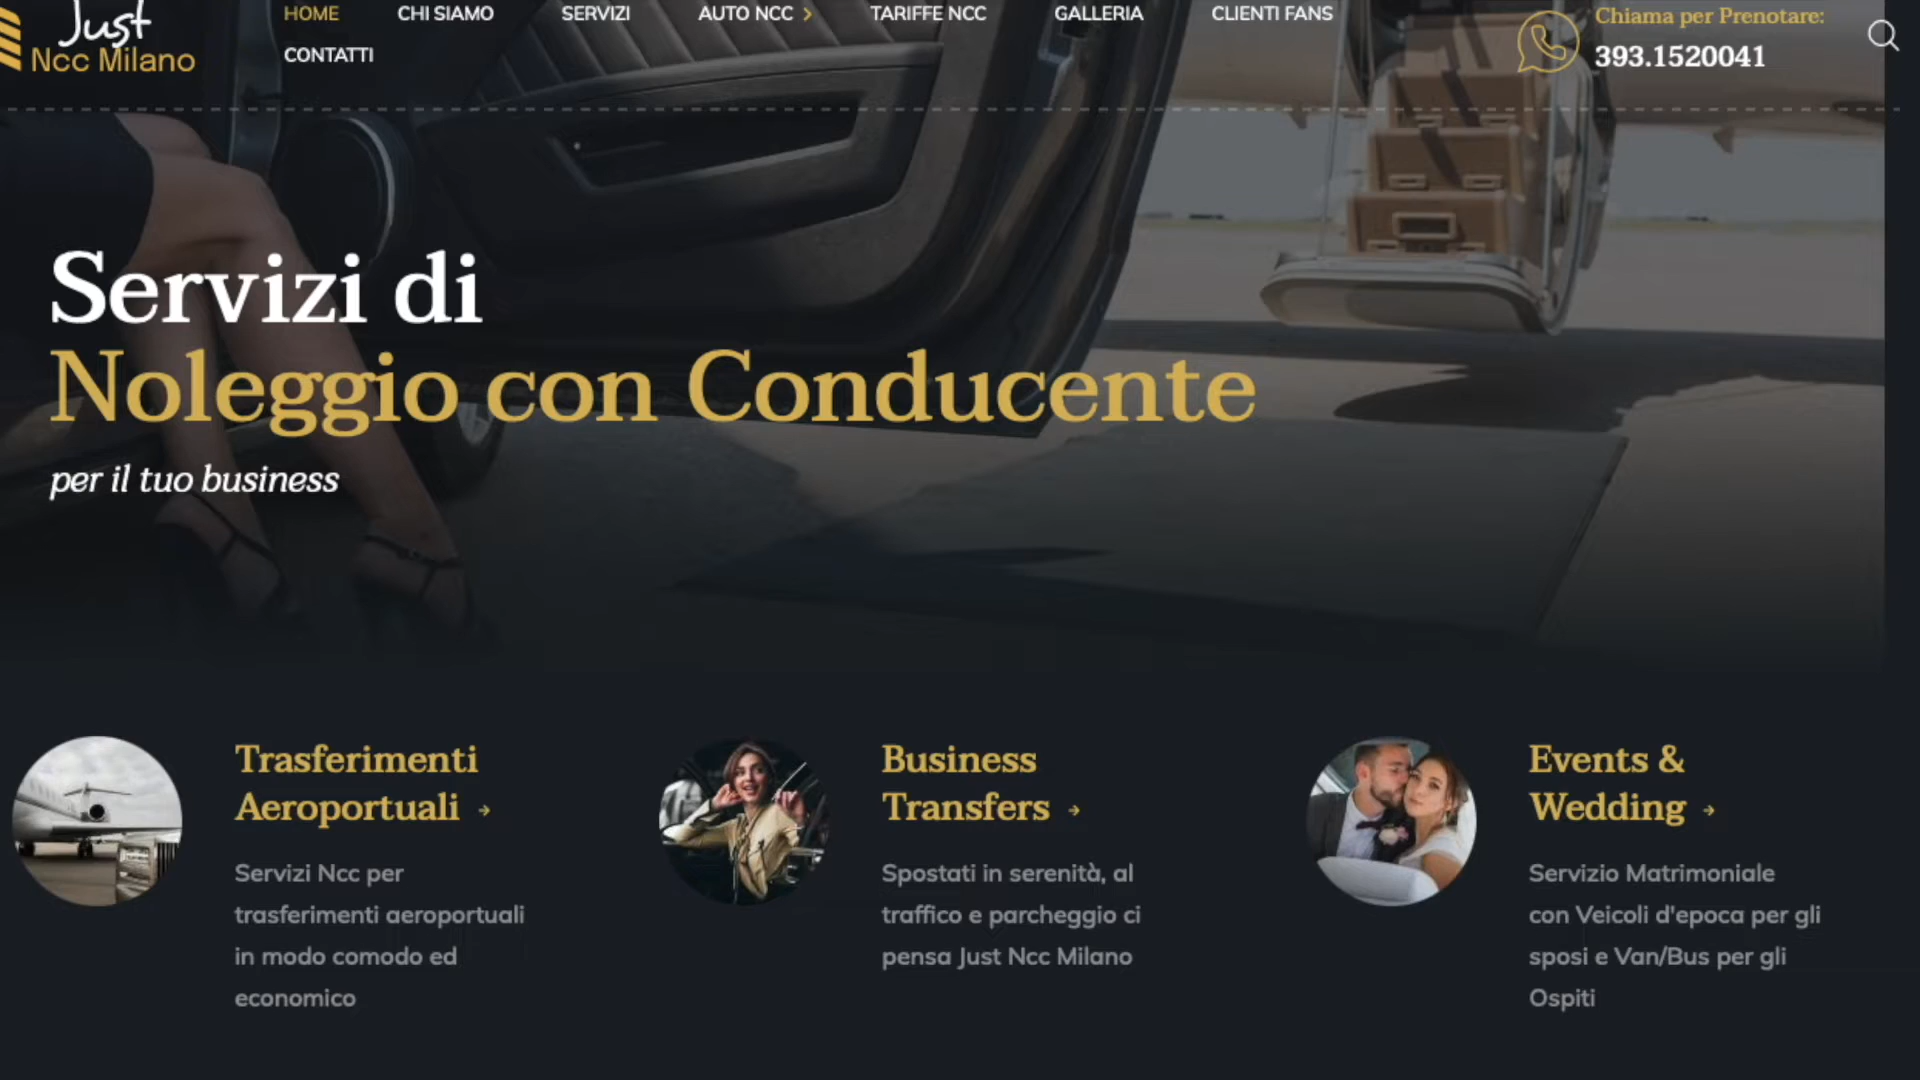 Just
Ncc Milano
HOME CHI SIAMO SERVIZI AUTO NCC TARIFFE NCC GALLERIA CLIENTI FANS
CONTATTI
Chiama per Prenotare:
393.1520041
Servizi di
Noleggio con Conducente
per il tuo business
Trasferimenti
Aeroportuali
Servizi Ncc per
trasferimenti aeroportuali
in modo comodo ed
economico
Business
Transfers
Spostati in serenità, al
traffico e parcheggio ci
pensa Just Ncc Milano
Events &
Wedding
Servizio Matrimoniale
con Veicoli d'epoca per gli
sposi e Van/Bus per gli
Ospiti